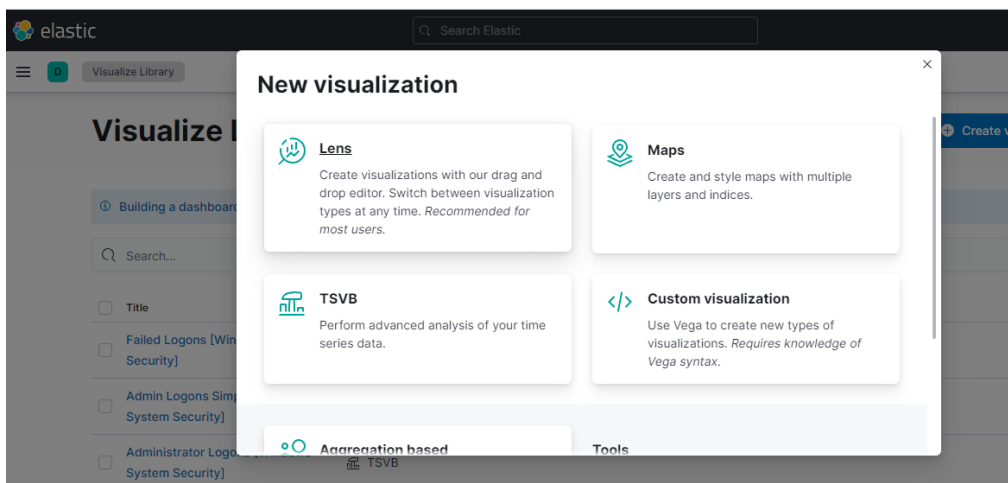 elastic
Search Elastic
D
Visualize Library
New visualization
Visualize
Create
Lens
Create visualizations with our drag and
drop editor. Switch between visualization
types at any time. Recommended for
most users.
Maps
Create and style maps with multiple
layers and indices.
Building a dashboard
Search...
TSVB
Perform advanced analysis of your time
series data.
Custom visualization
Use Vega to create new types of
visualizations. Requires knowledge of
Vega syntax.
Title
Failed Logons [Win
Security]
Admin Logons Simp
System Security]
Aggregation based
Tools
Administrator Logo
TSVB
System Security]